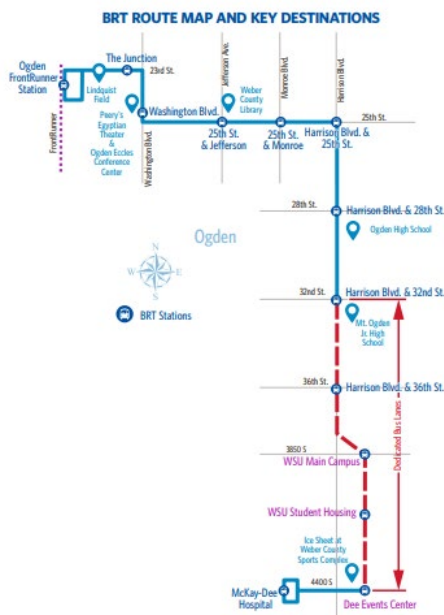 BRT ROUTE MAP AND KEY DESTINATIONS
Ogden
FrontRunner
Station
The Junction
23rd St.
Lindquist
Field
Peery's
Egyptian
Theater
& Ogden Eccles
Conference
Center
FrontRunner
Washington Blvd.
Washington Blvd.
Jefferson Ave.
Weber
County
Library
Monroe Blvd.
Harrison Blvd.
25th St.
25th St.
& Jefferson
25th St.
& Monroe
Harrison Blvd. &
25th St.
28th St.
Harrison Blvd. & 28th St.
Ogden High School
Ogden
N
W
E
S
BRT Stations
32nd St.
Harrison Blvd. & 32nd St.
Mt. Ogden
Jr. High
School
36th St.
Harrison Blvd. & 36th St.
Dedicated Bus Lanes
3850 S
WSU Main Campus
WSU Student Housing
Ice Sheet at
Weber County
Sports Complex
4400 S
McKay-Dee
Hospital
Dee Events Center